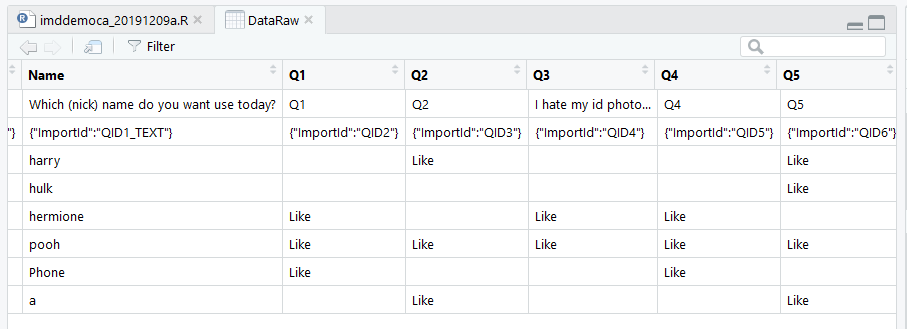 imddemoca_20191209a.R DataRaw
Filter
Name Q1 Q2 Q3 Q4 Q5
Which (nick) name do you want use today? Q1 Q2 I hate my id photo... Q4 Q5
"} {"ImportId":"QID1_TEXT"} {"ImportId":"QID2"} {"ImportId":"QID3"} {"ImportId":"QID4"} {"ImportId":"QID5"} {"ImportId":"QID6"}
harry Like Like
hulk Like
hermione Like Like Like
pooh Like Like Like Like Like
Phone Like Like
a Like Like